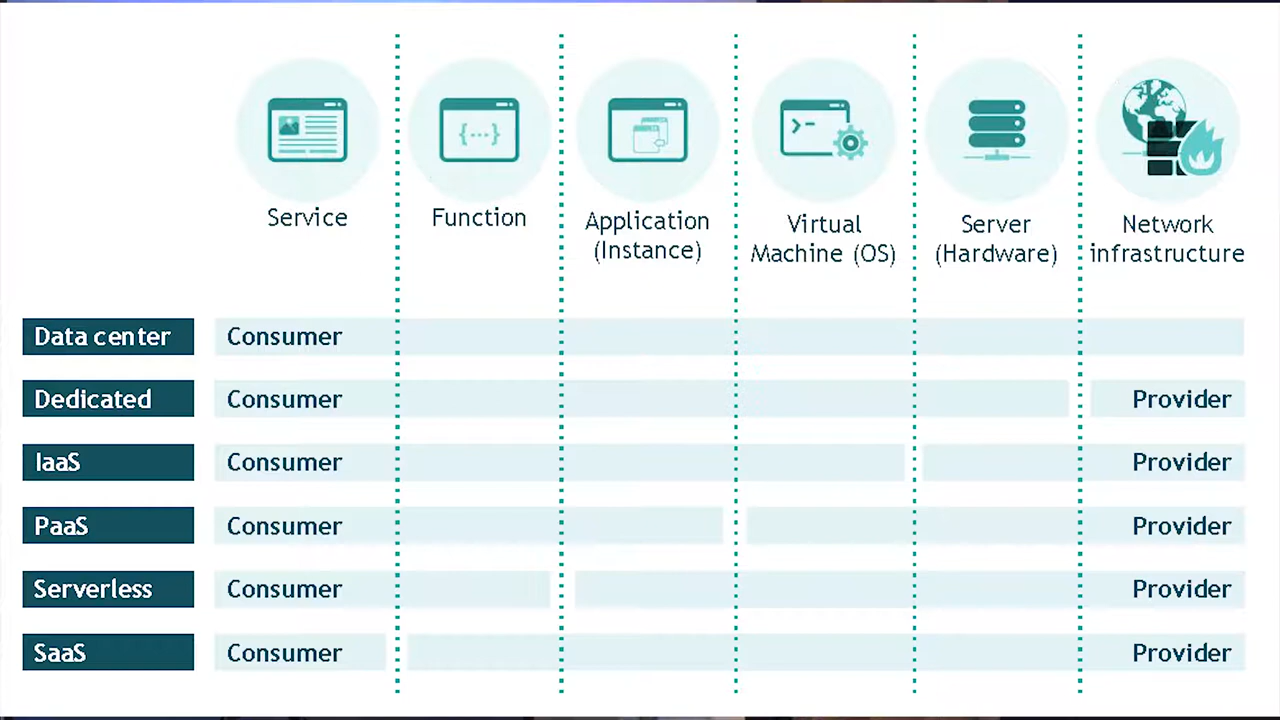 {...}
Service
Function
Application
(Instance)
Virtual
Machine (OS)
Server
(Hardware)
Network
infrastructure
Data center Consumer
Dedicated Consumer Provider
IaaS Consumer Provider
PaaS Consumer Provider
Serverless Consumer Provider
SaaS Consumer Provider